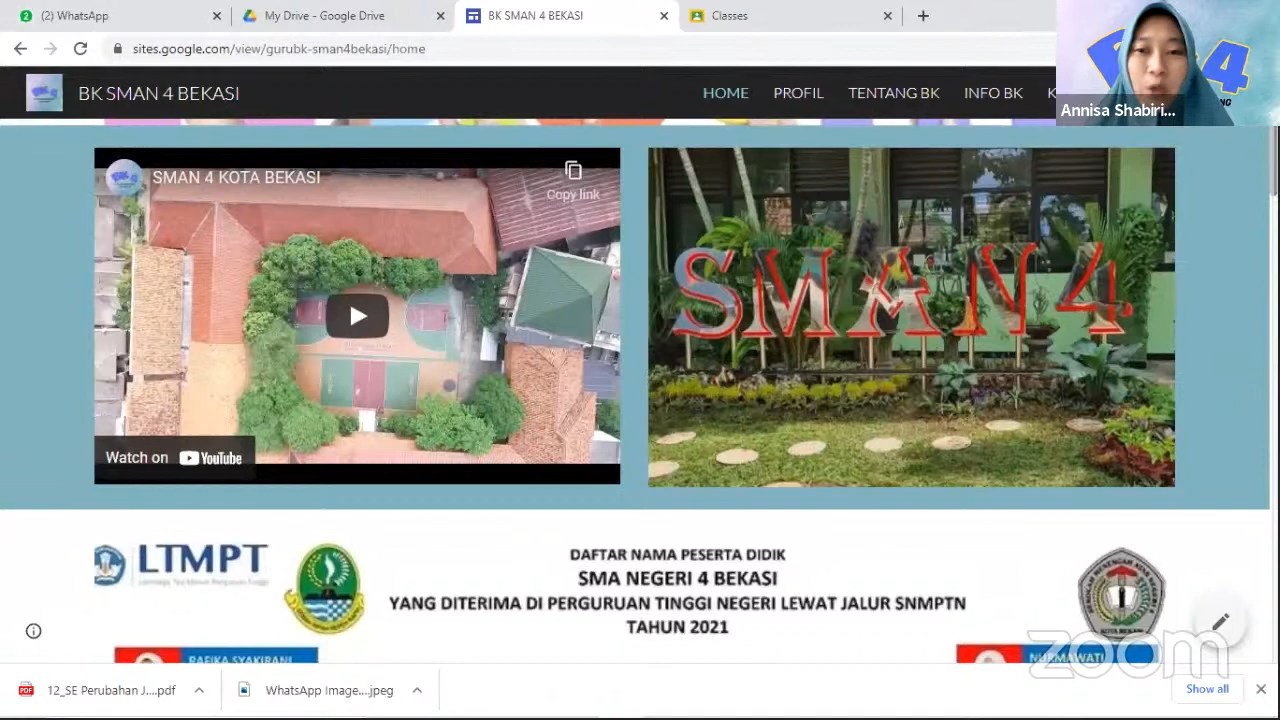 (2) WhatsApp
My Drive - Google Drive
BK SMAN 4 BEKASI
Classes
sites.google.com/view/gurubk-sman4bekasi/home
BK SMAN 4 BEKASI
HOME
PROFIL
TENTANG BK
INFO BK
K
4
Annisa Shabiri...
SMAN 4 KOTA BEKASI
Copy link
Watch on YouTube
SMAN 4
LTMPT
DAFTAR NAMA PESERTA DIDIK
SMA NEGERI 4 BEKASI
YANG DITERIMA DI PERGURUAN TINGGI NEGERI LEWAT JALUR SNMPTN
TAHUN 2021
RAFIKA SYAKIRANI
NURMAWATI
zoom
12_SE Perubahan J....pdf
WhatsApp Image....jpeg
Show all